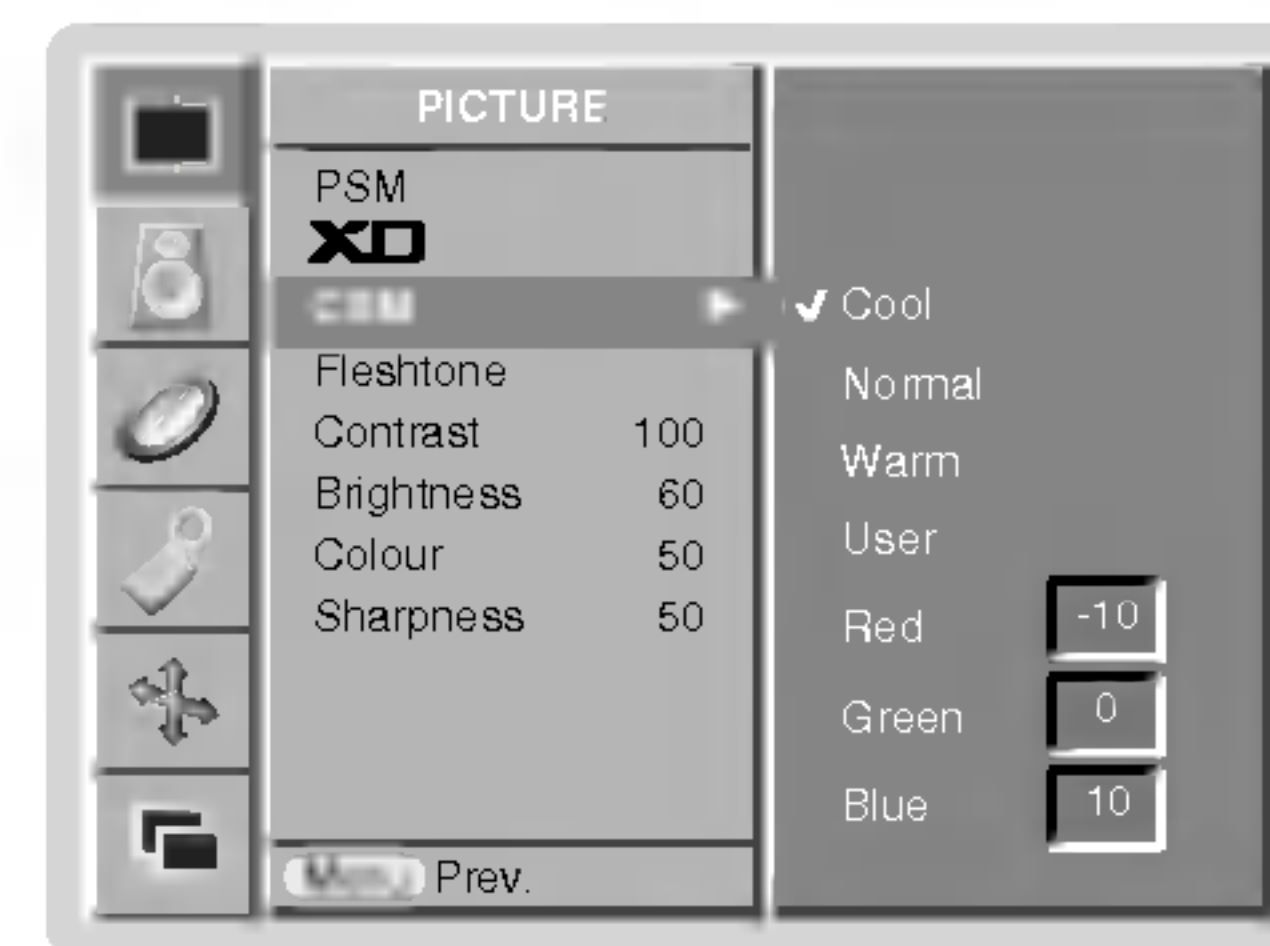 PICTURE
PSM
XD
Fleshtone
Contrast 100
Brightness 60
Colour 50
Sharpness 50
Prev.
Cool
Normal
Warm
User
Red -10
Green 0
Blue 10